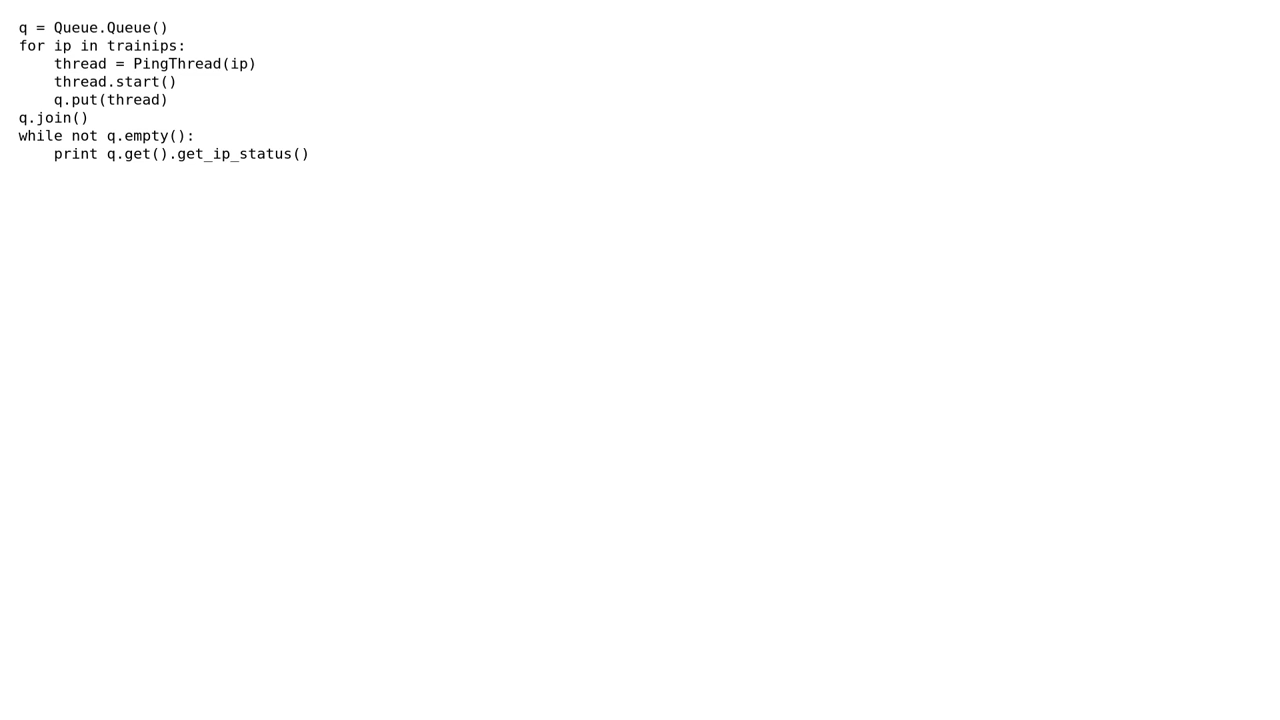 q = Queue.Queue()
for ip in trainips:
    thread = PingThread(ip)
    thread.start()
    q.put(thread)
q.join()
while not q.empty():
    print q.get().get_ip_status()